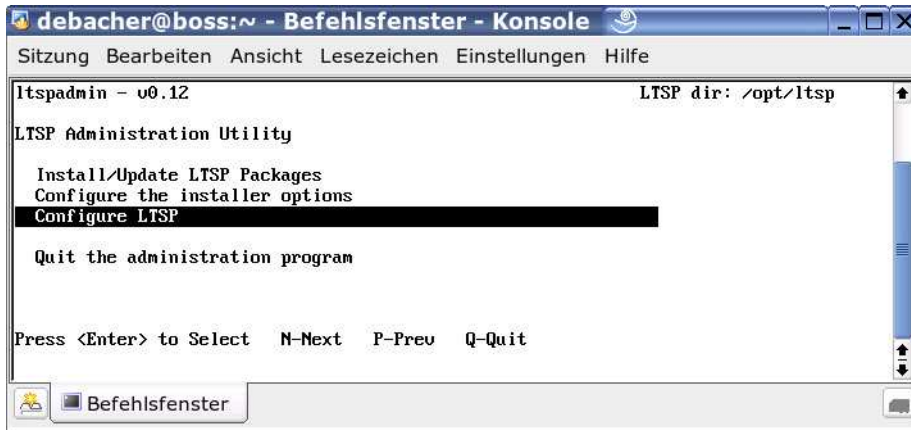 debacher@boss:~ - Befehlsfenster - Konsole
Sitzung Bearbeiten Ansicht Lesezeichen Einstellungen Hilfe
ltspadmin - v0.12 LTSP dir: /opt/ltsp
LTSP Administration Utility
Install/Update LTSP Packages
Configure the installer options
Configure LTSP
Quit the administration program
Press <Enter> to Select N-Next P-Prev Q-Quit
Befehlsfenster